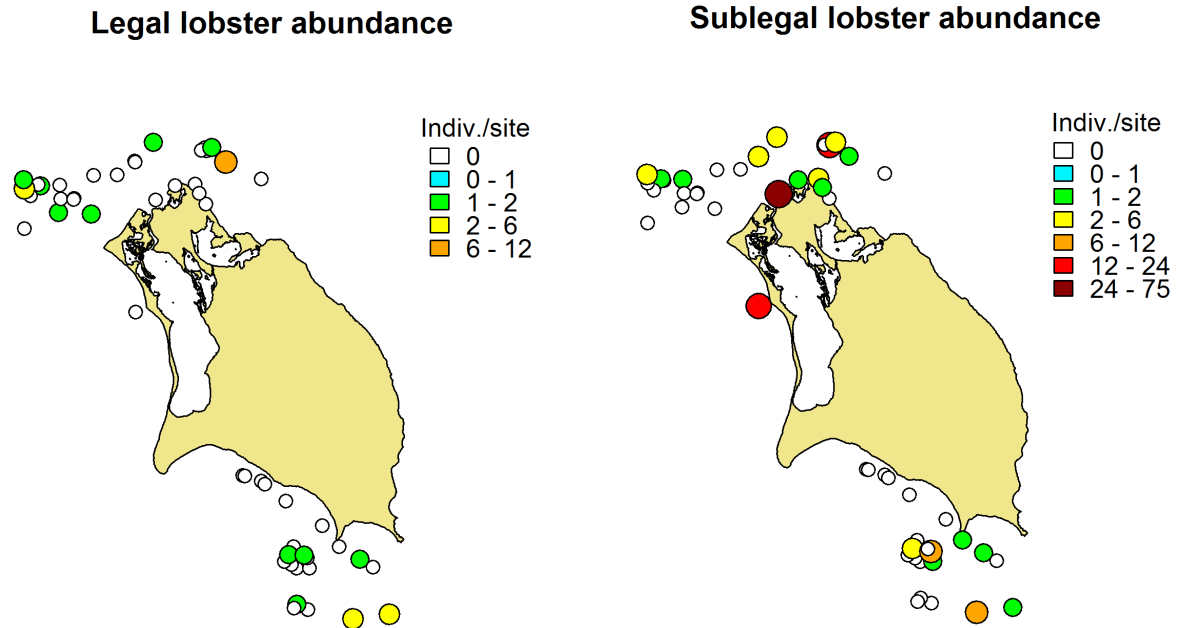 Legal lobster abundance
Indiv./site
0
0 - 1
1 - 2
2 - 6
6 - 12
Sublegal lobster abundance
Indiv./site
0
0 - 1
1 - 2
2 - 6
6 - 12
12 - 24
24 - 75